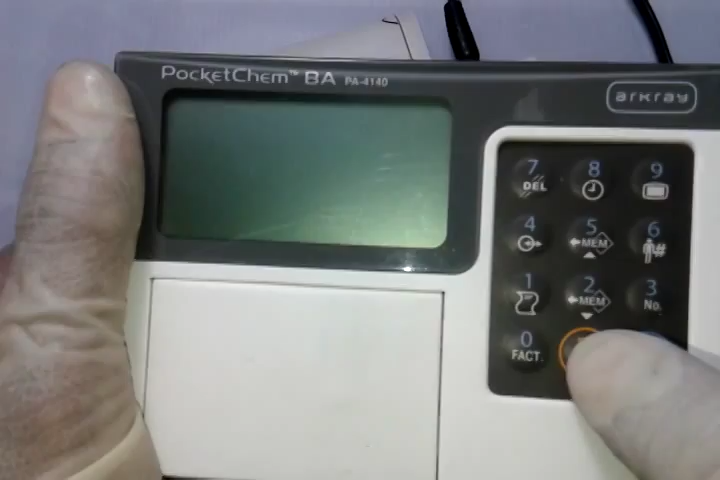 PocketChem™ BA PA-4140
arkray
7 8 9
DEL
4 5 6
MEM #
1 2 3
MEM No.
0
FACT.